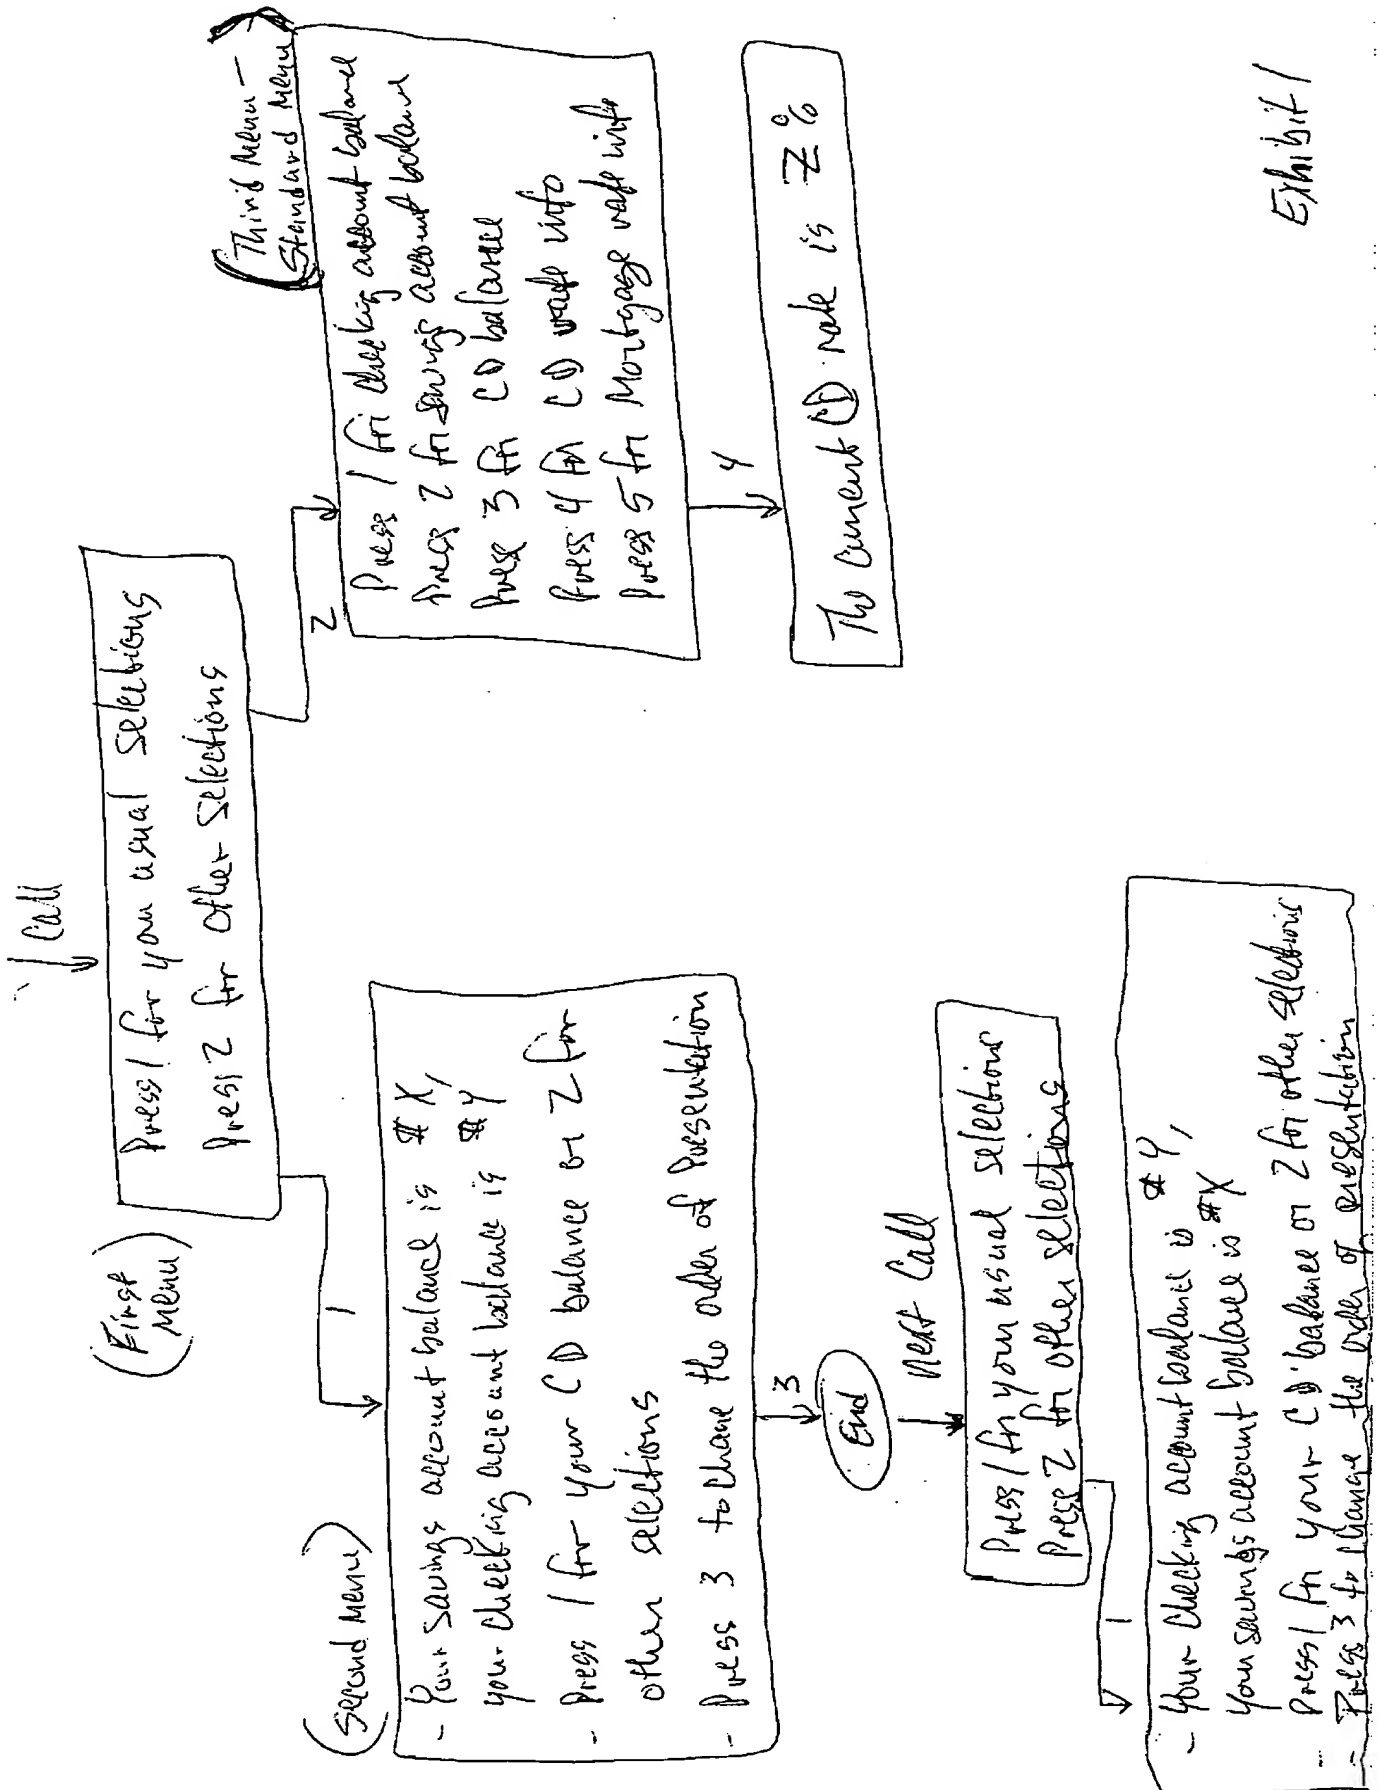 Call
(First
Menu)
Press 1 for your usual selections
Press 2 for other selections
1
2
(Second Menu)
- Your savings account balance is $X,
your checking account balance is $Y
- Press 1 for your CD balance or 2 for
other selections
- Press 3 to chane the order of Presentation
3
End
Next Call
Press 1 for your usual selections
Press 2 for other selections
1
- Your checking account balance is $Y,
your savings account balance is $X
- Press 1 for your CD balance or 2 for other selections
- Press 3 to change the order of presentation
(Third Menu -
Standard Menu)
Press 1 for checking account balance
Press 2 for savings account balance
Press 3 for CD balance
Press 4 for CD rate info
Press 5 for Mortgage rate info
4
The current CD rate is Z%
Exhibit 1